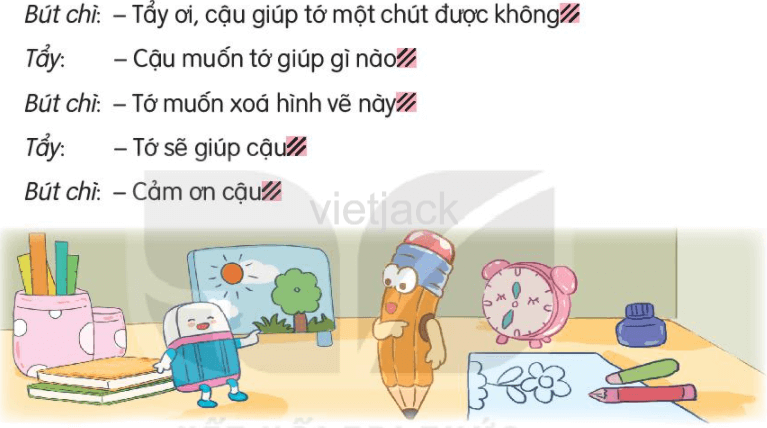 Bút chì: – Tẩy ơi, cậu giúp tớ một chút được không
Tẩy: – Cậu muốn tớ giúp gì nào
Bút chì: – Tớ muốn xoá hình vẽ này
Tẩy: – Tớ sẽ giúp cậu
Bút chì: – Cảm ơn cậu
vietjack